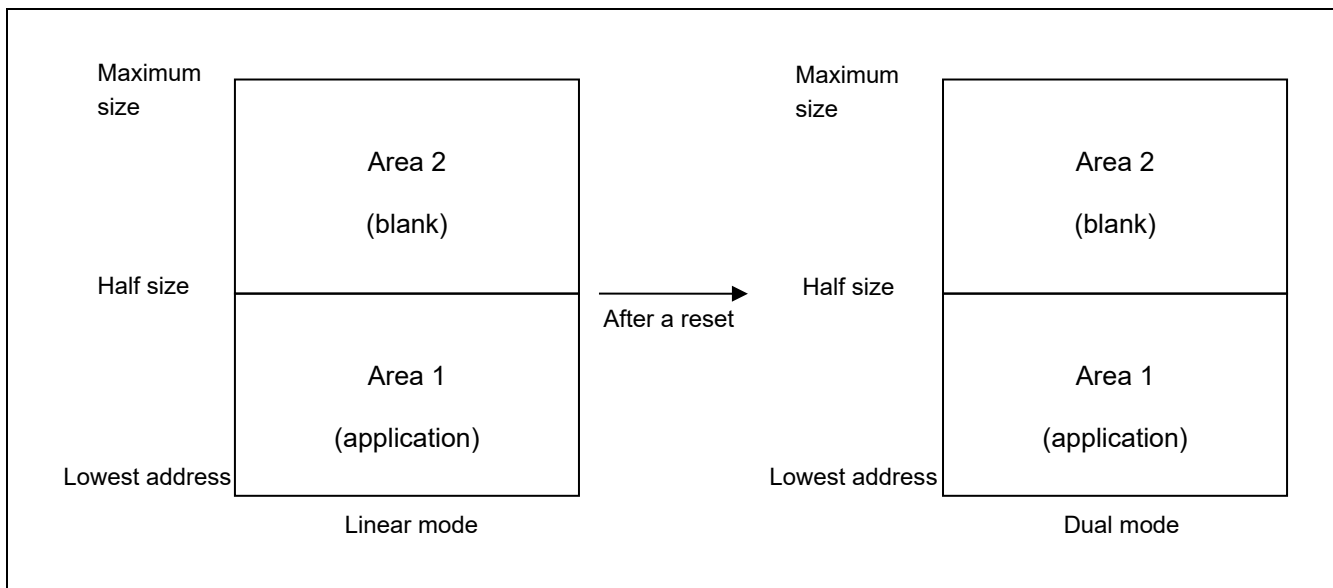 Maximum
size
Area 2
(blank)
Half size
Area 1
(application)
Lowest address
Linear mode
After a reset
Maximum
size
Area 2
(blank)
Half size
Area 1
(application)
Lowest address
Dual mode